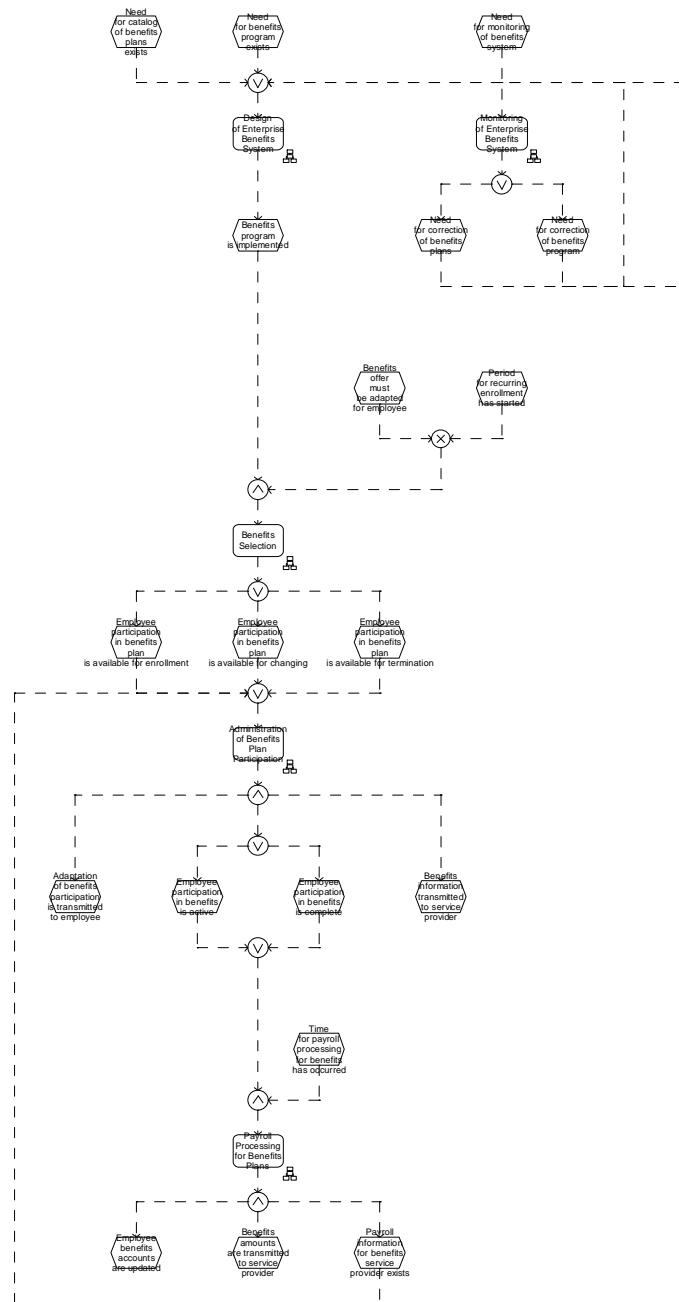 Need
for catalog
of benefits
plans
exists
Need
for benefits
program
exists
Need
for monitoring
of benefits
system
V
Design
of Enterprise
Benefits
System
Monitoring
of Enterprise
Benefits
System
V
Benefits
program
is implemented
Need
for correction
of benefits
plans
Need
for correction
of benefits
program
Benefits
offer
must
be adapted
for employee
Period
for recurring
enrollment
has started
Benefits
Selection
V
Employee
participation
in benefits
plan
is available for enrollment
Employee
participation
in benefits
plan
is available for changing
Employee
participation
in benefits
plan
is available for termination
V
Administration
of Benefits
Plan
Participation
V
Adaptation
of benefits
participation
is transmitted
to employee
Employee
participation
in benefits
is active
Employee
participation
in benefits
is complete
Benefits
information
transmitted
to service
provider
V
Time
for payroll
processing
for benefits
has occurred
Payroll
Processing
for Benefits
Plans
Employee
benefits
accounts
are updated
Benefits
amounts
are transmitted
to service
provider
Payroll
information
for benefits
service
provider exists